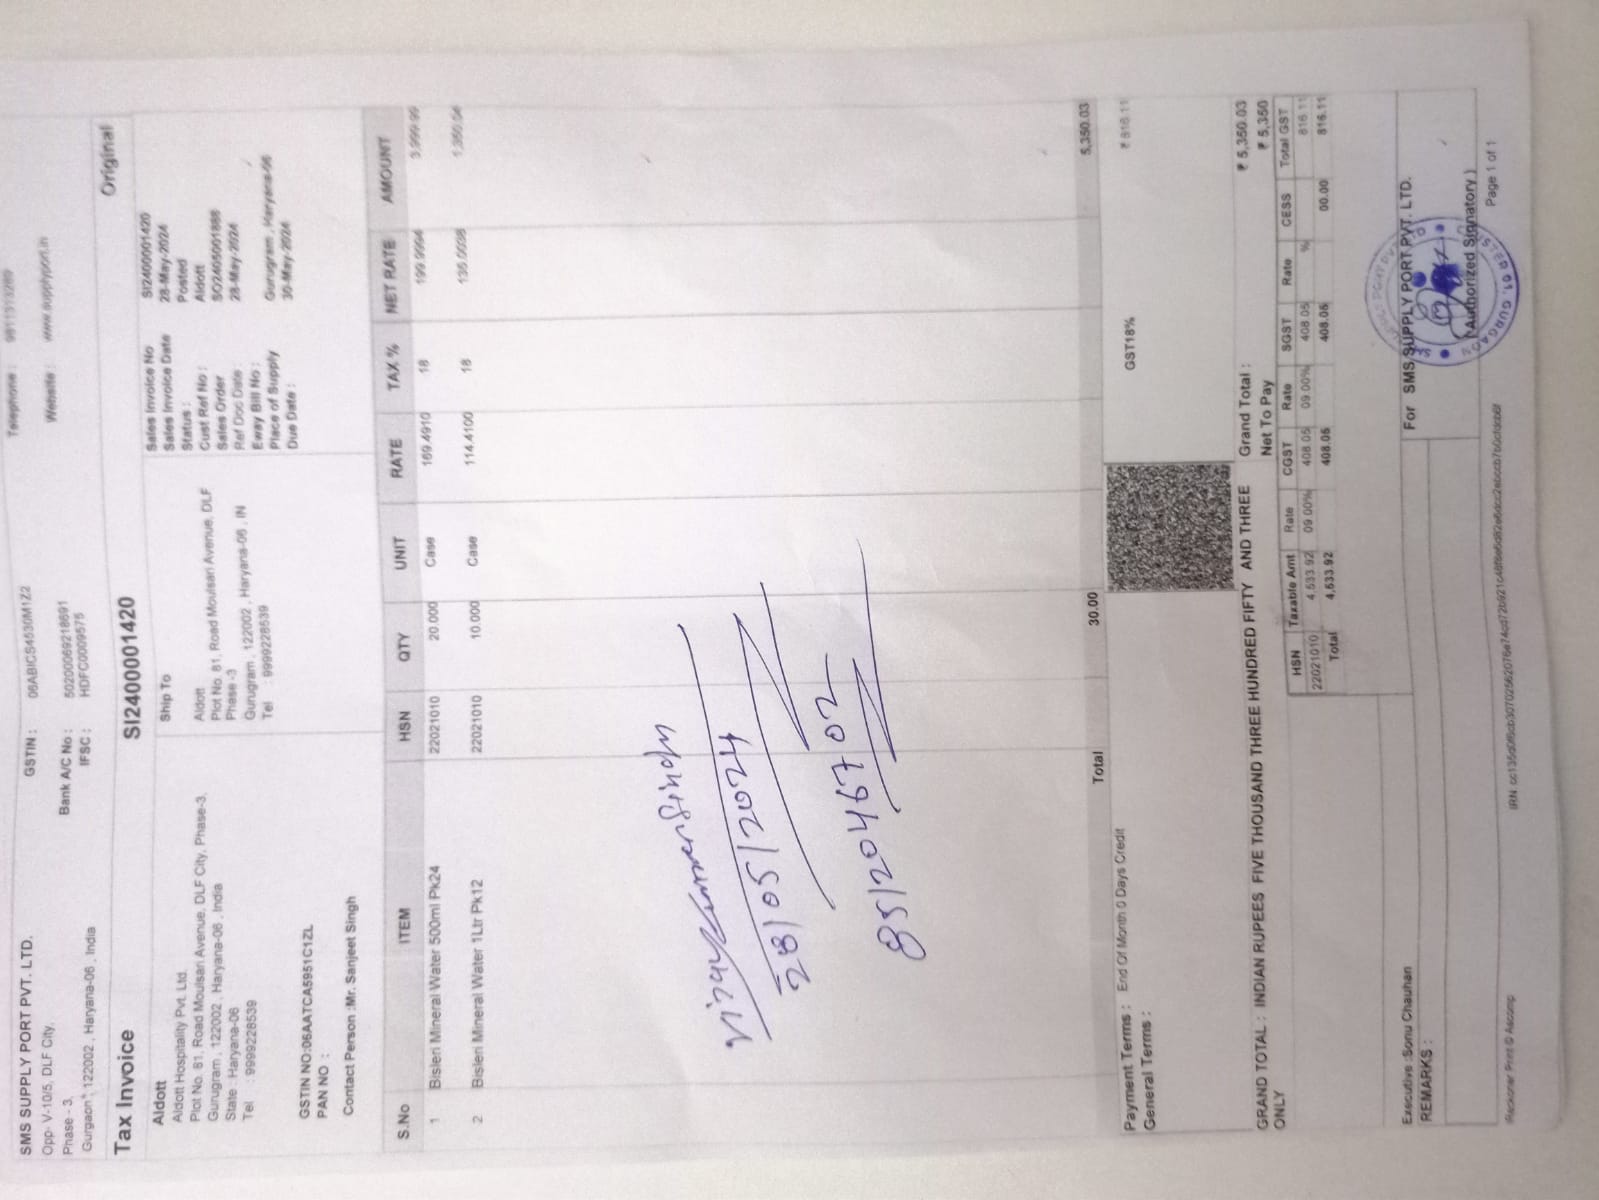 SMS SUPPLY PORT PVT. LTD.
Opp- V-10/5, DLF City,
Phase - 3,
Gurgaon, 122002 , Haryana-06 , India
GSTIN : 06ABICS4530M1Z2
Bank A/C No : 50200069218691
IFSC : HDFC0009575
Telephone : 9811313289
Website : www.supplyport.in
Tax Invoice SI2400001420 Original
Aldott
Aldott Hospitality Pvt. Ltd.
Plot No. 81, Road Moulsari Avenue, DLF City, Phase-3,
Gurugram , 122002 , Haryana-06 , India
State : Haryana-06
Tel : 9999228539
GSTIN NO:06AATCA5951C1ZL
PAN NO :
Contact Person :Mr. Sanjeet Singh
Ship To
Aldott
Plot No. 81, Road Moulsari Avenue, DLF
Phase -3
Gurugram , 122002 , Haryana-06 , IN
Tel : 9999228539
Sales Invoice No SI2400001420
Sales Invoice Date 28-May-2024
Status : Posted
Cust Ref No : Aldott
Sales Order SO2405001888
Ref Doc Date : 28-May-2024
Eway Bill No :
Place of Supply Gurugram , Haryana-06
Due Date : 30-May-2024
S.No ITEM HSN QTY UNIT RATE TAX % NET RATE AMOUNT
1 Bisleri Mineral Water 500ml Pk24 22021010 20.000 Case 169.4910 18 199.9994 3,999.99
2 Bisleri Mineral Water 1Ltr Pk12 22021010 10.000 Case 114.4100 18 135.0038 1,350.04
28/05/2024
8512046702
Total 30.00 5,350.03
Payment Terms : End Of Month 0 Days Credit
General Terms :
GST18% ₹ 816.11
GRAND TOTAL : INDIAN RUPEES FIVE THOUSAND THREE HUNDRED FIFTY AND THREE
ONLY
Grand Total : ₹ 5,350.03
Net To Pay ₹ 5,350
HSN Taxable Amt Rate CGST Rate SGST Rate CESS Total GST
22021010 4,533.92 09.00% 408.05 09.00% 408.05 % 816.11
Total 4,533.92 408.05 408.05 00.00 816.11
Executive :Sonu Chauhan
REMARKS :
For SMS SUPPLY PORT PVT. LTD.
(Authorized Signatory)
Page 1 of 1